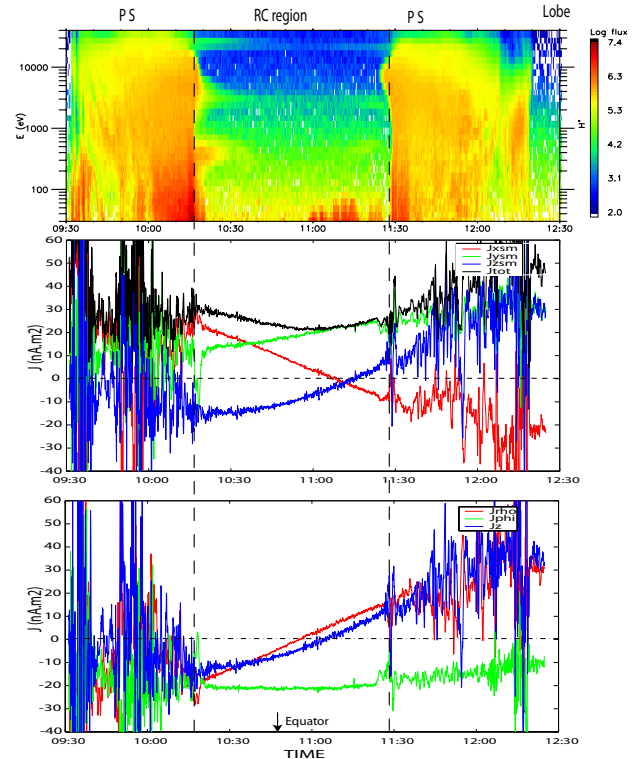 P S RC region P S Lobe
Log flux
7.4
6.3
5.3
4.2
3.1
2.0
H+
E (eV)
10000
1000
100
09:30 10:00 10:30 11:00 11:30 12:00 12:30
J (nA.m2)
60
50
40
30
20
10
0
-10
-20
-30
-40
Jxsm
Jysm
Jzsm
Jtot
09:30 10:00 10:30 11:00 11:30 12:00 12:30
J (nA.m2)
60
50
40
30
20
10
0
-10
-20
-30
-40
Jrho
Jphi
Jz
Equator
09:30 10:00 10:30 11:00 11:30 12:00 12:30
TIME